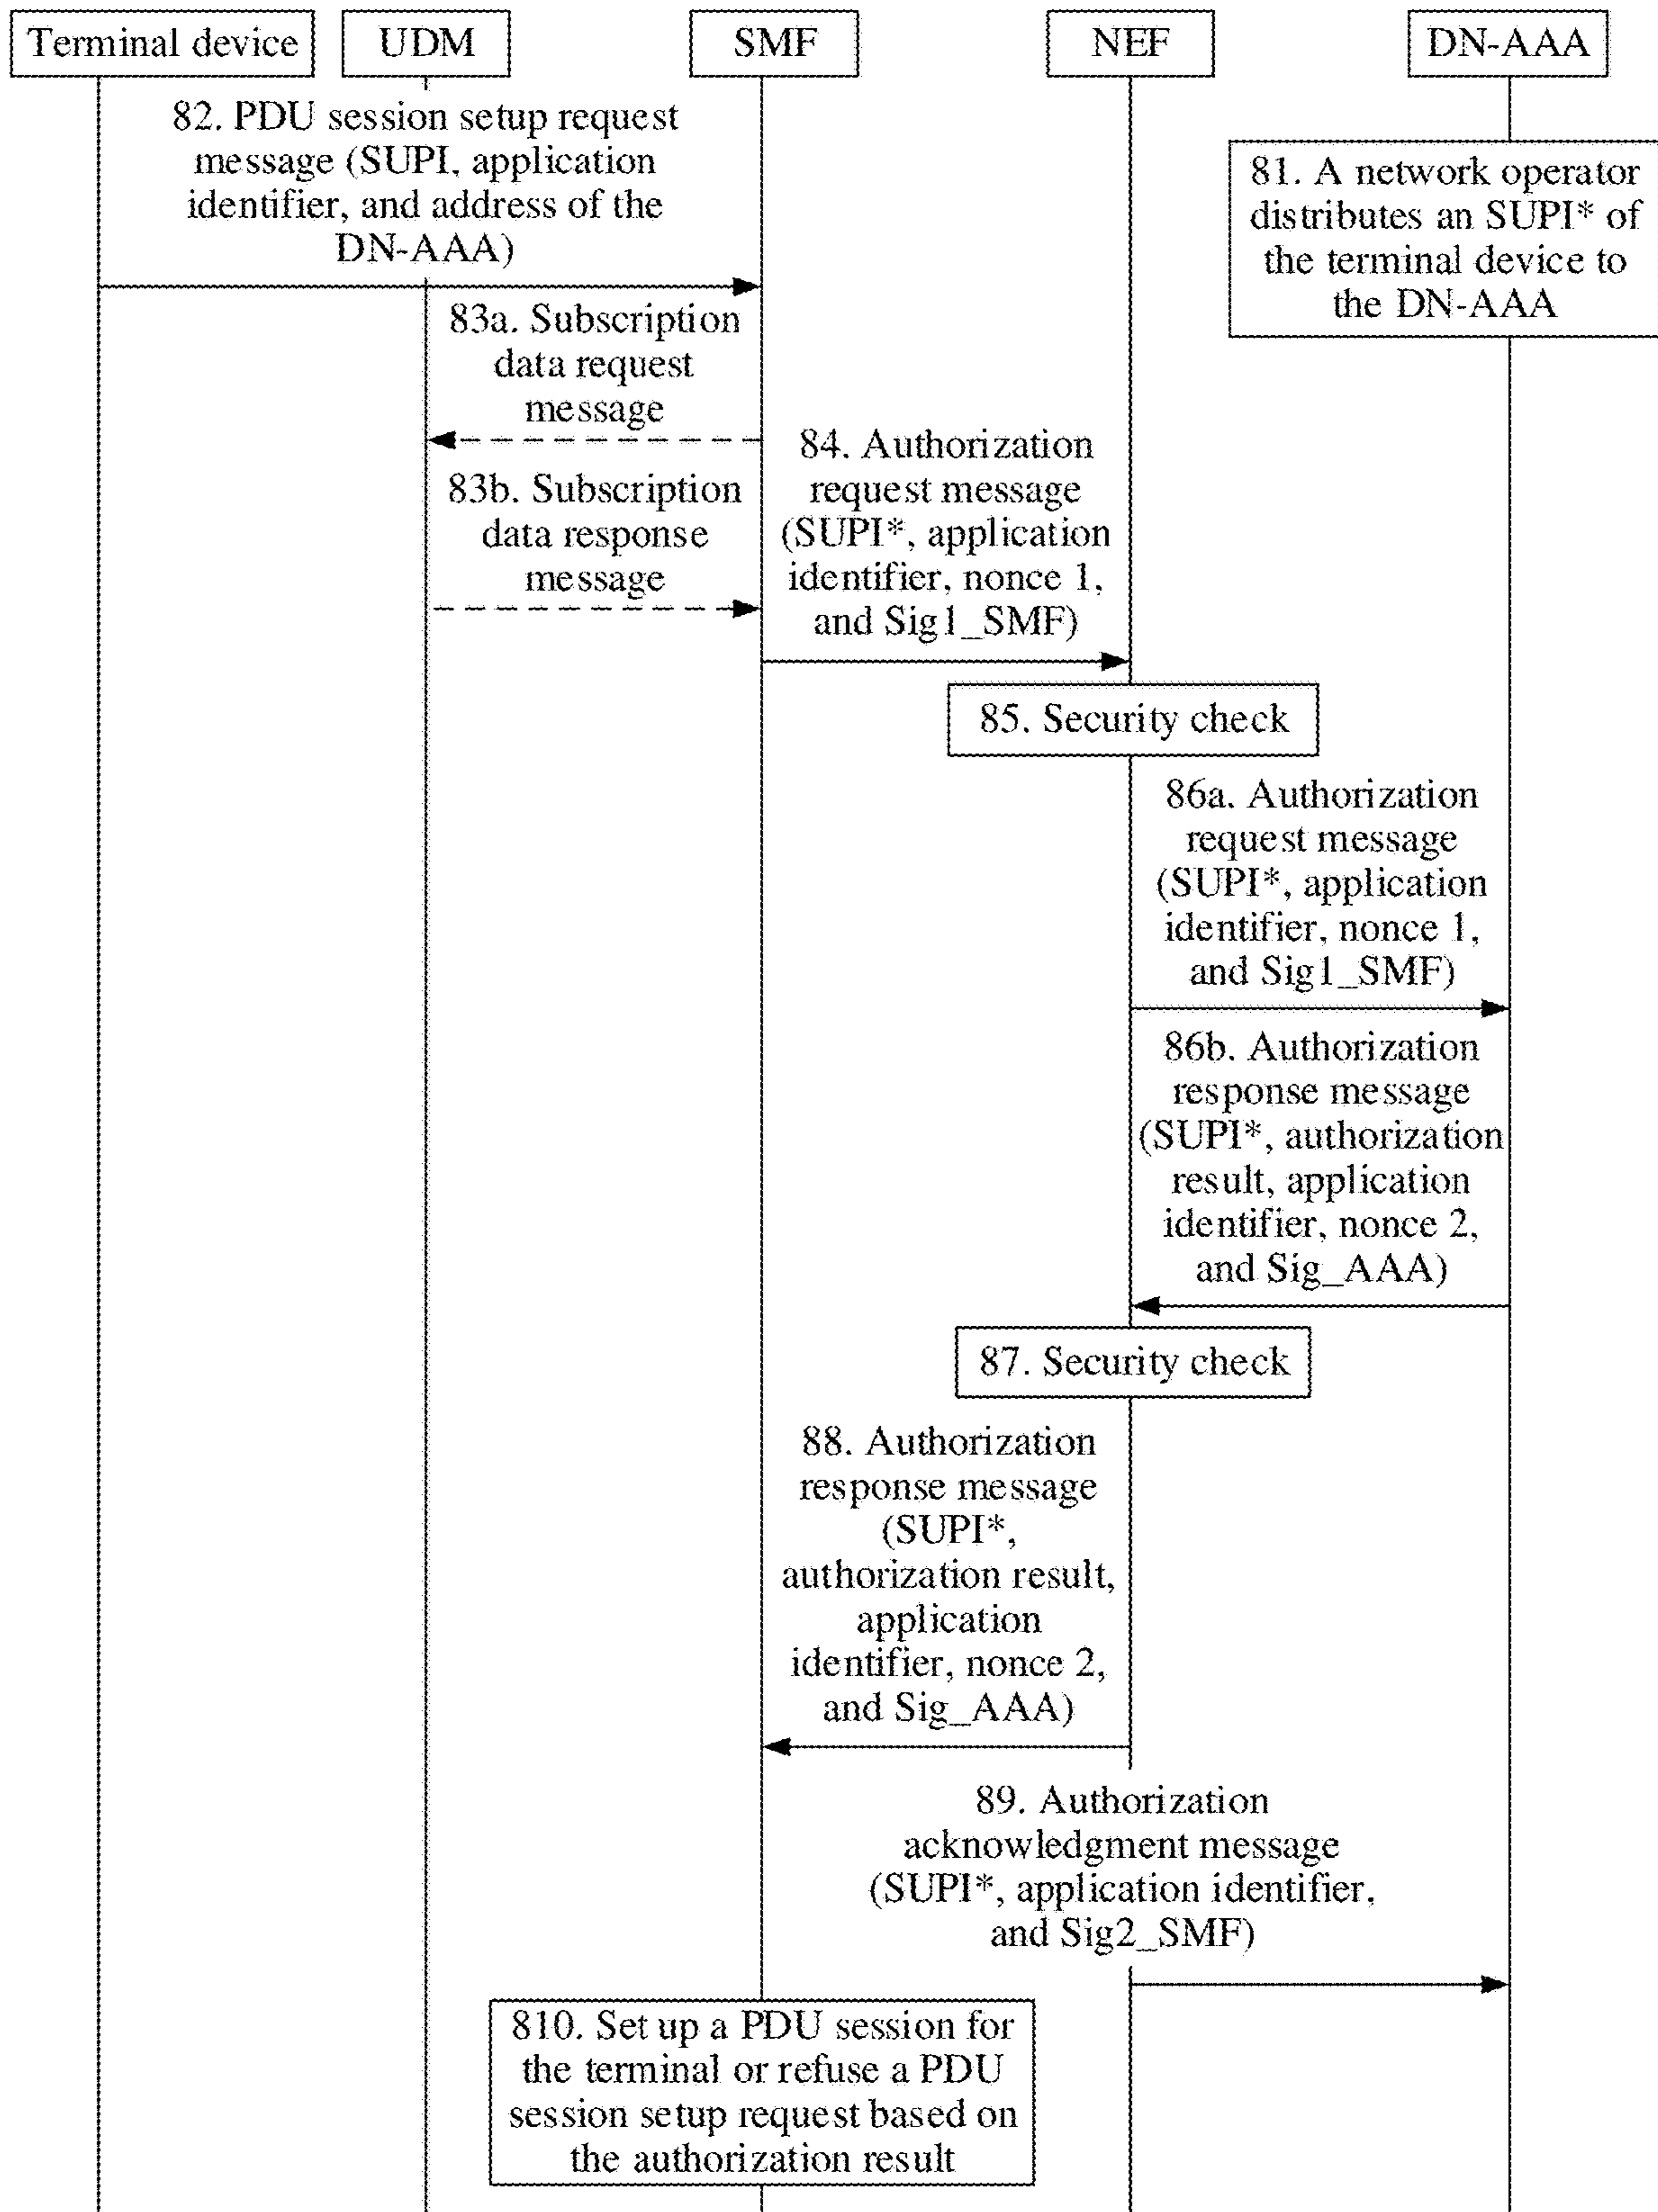 Terminal device
UDM
SMF
NEF
DN-AAA
81. A network operator
distributes an SUPI* of
the terminal device to
the DN-AAA
82. PDU session setup request
message (SUPI, application
identifier, and address of the
DN-AAA)
83a. Subscription
data request
message
83b. Subscription
data response
message
84. Authorization
request message
(SUPI*, application
identifier, nonce 1,
and Sig1_SMF)
85. Security check
86a. Authorization
request message
(SUPI*, application
identifier, nonce 1,
and Sig1_SMF)
86b. Authorization
response message
(SUPI*, authorization
result, application
identifier, nonce 2,
and Sig_AAA)
87. Security check
88. Authorization
response message
(SUPI*,
authorization result,
application
identifier, nonce 2,
and Sig_AAA)
89. Authorization
acknowledgment message
(SUPI*, application identifier,
and Sig2_SMF)
810. Set up a PDU session for
the terminal or refuse a PDU
session setup request based on
the authorization result